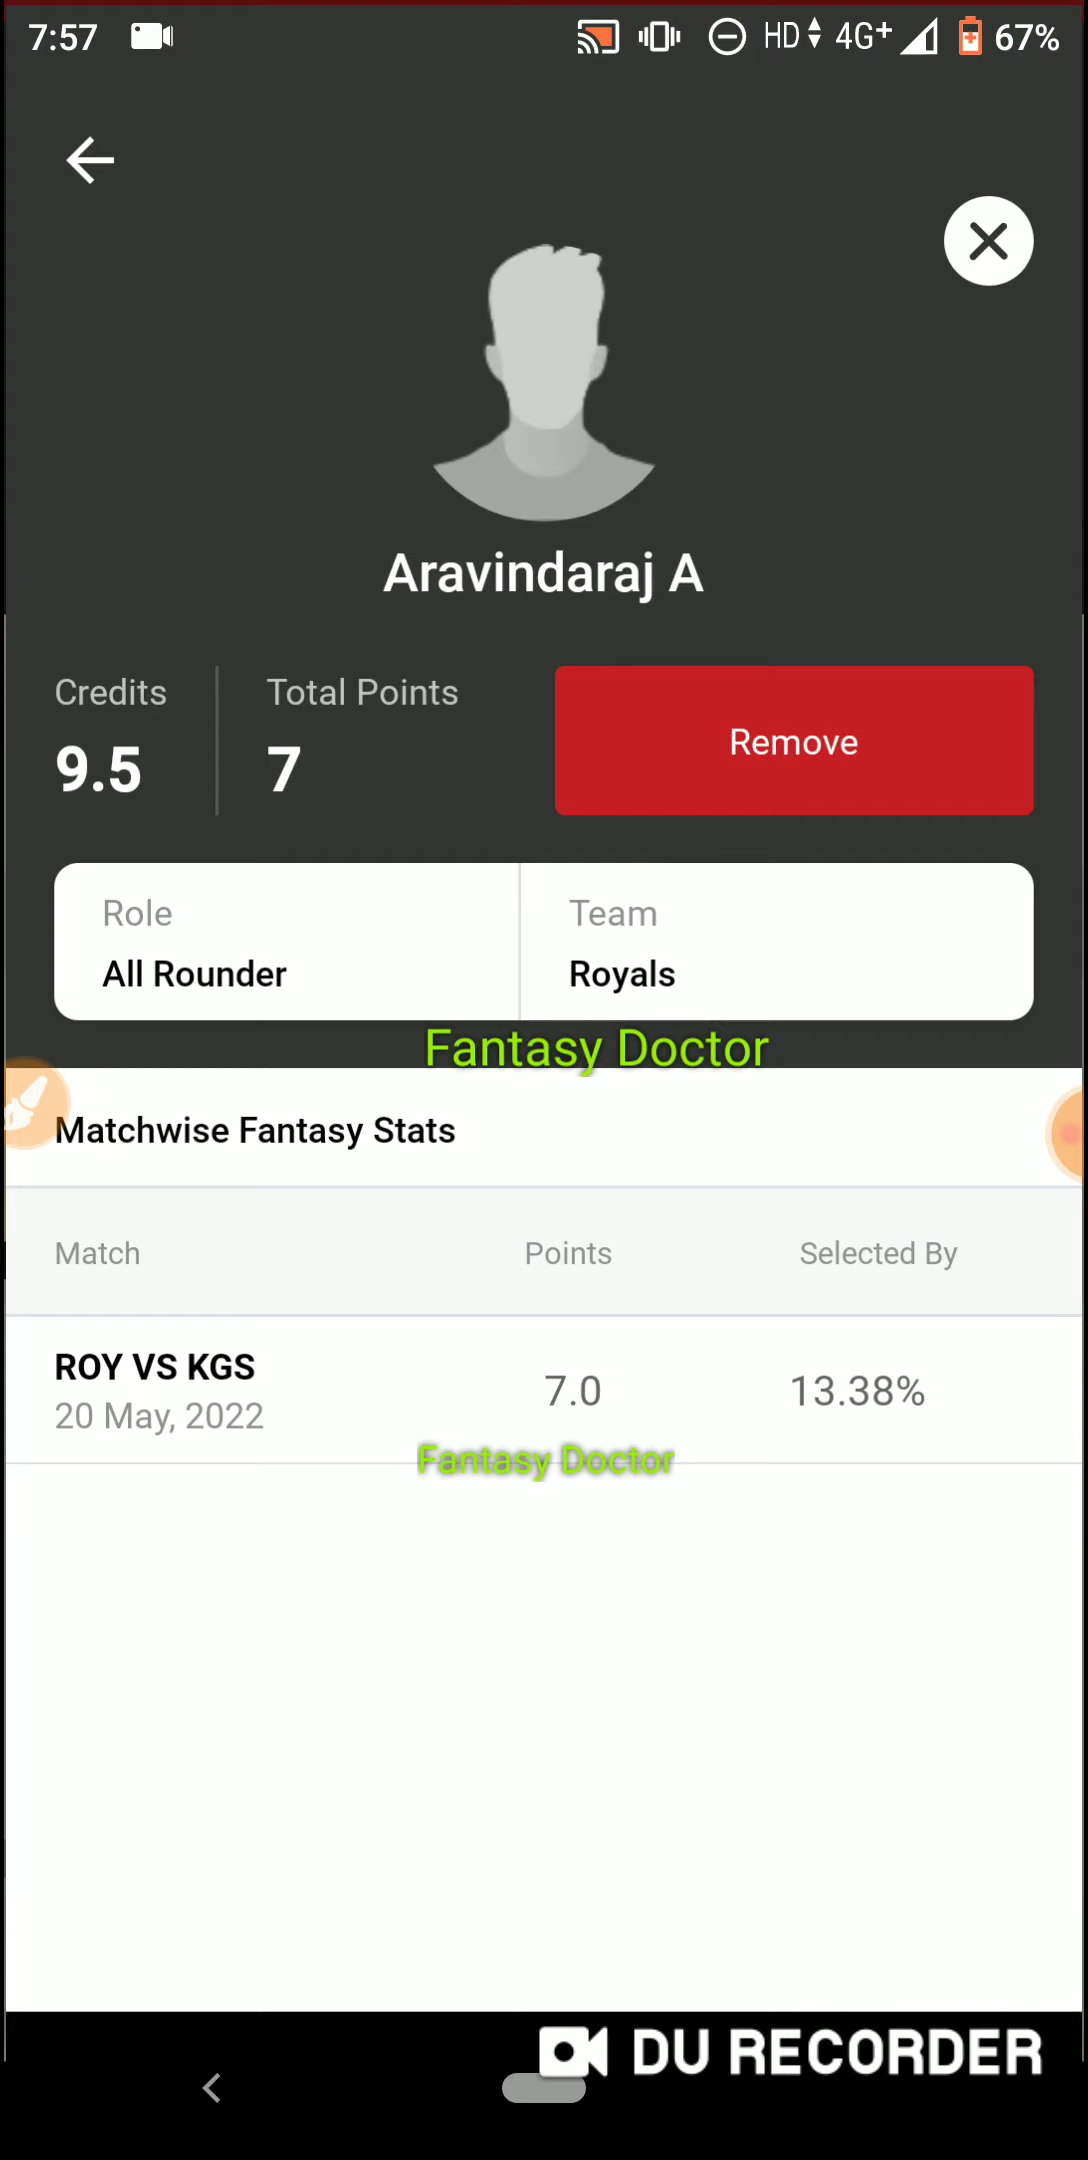 7:57 HD 4G+ 67%
Aravindaraj A
Credits Total Points
9.5 7 Remove
Role Team
All Rounder Royals
Fantasy Doctor
Matchwise Fantasy Stats
Match Points Selected By
ROY VS KGS 7.0 13.38%
20 May, 2022
Fantasy Doctor
DU RECORDER